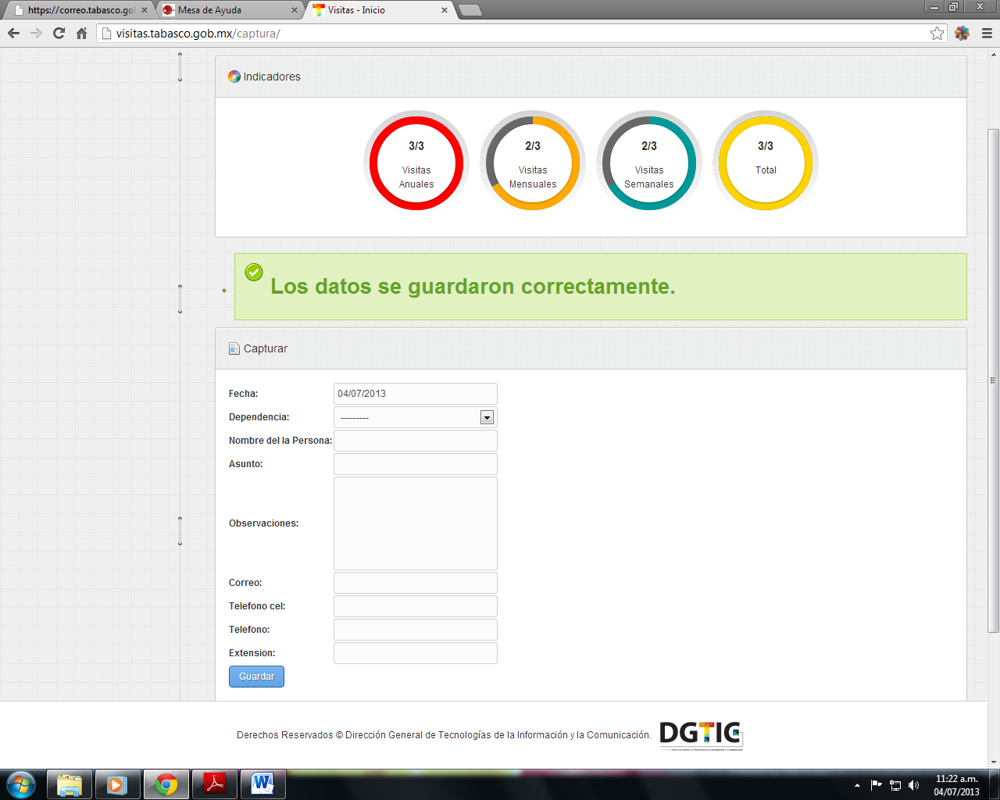 https://correo.tabasco.go
Mesa de Ayuda
Visitas - Inicio
visitas.tabasco.gob.mx/captura/
Indicadores
3/3
Visitas
Anuales
2/3
Visitas
Mensuales
2/3
Visitas
Semanales
3/3
Total
Los datos se guardaron correctamente.
Capturar
Fecha: 04/07/2013
Dependencia: ---------
Nombre del la Persona:
Asunto:
Observaciones:
Correo:
Telefono cel:
Telefono:
Extension:
Guardar
Derechos Reservados © Dirección General de Tecnologías de la Información y la Comunicación.
DGTIC
11:22 a.m.
04/07/2013